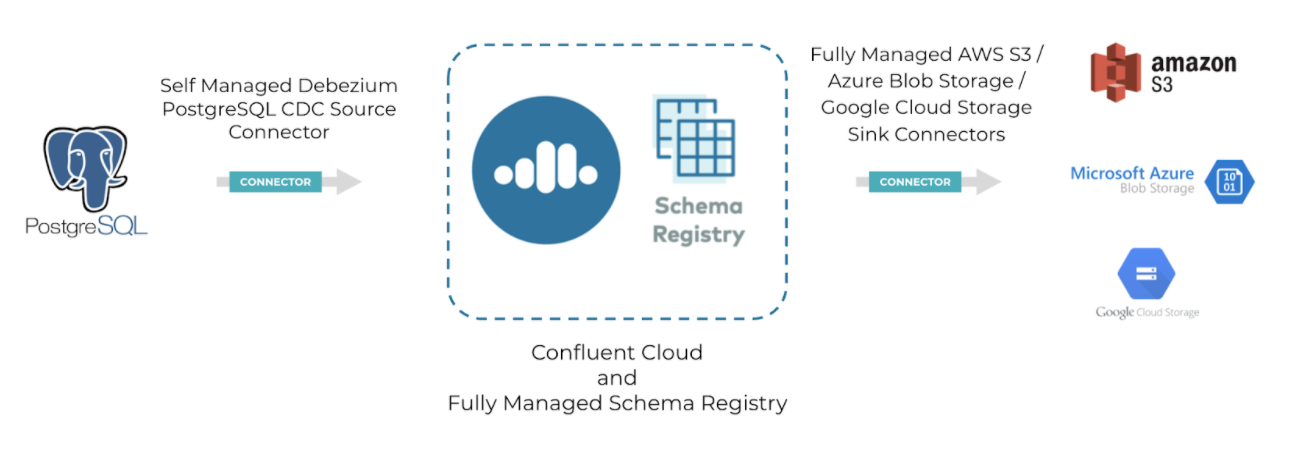 Self Managed Debezium
PostgreSQL CDC Source
Connector
CONNECTOR
PostgreSQL
Schema
Registry
Confluent Cloud
and
Fully Managed Schema Registry
Fully Managed AWS S3 /
Azure Blob Storage /
Google Cloud Storage
Sink Connectors
CONNECTOR
amazon
S3
Microsoft Azure
Blob Storage
10
01
Google Cloud Storage